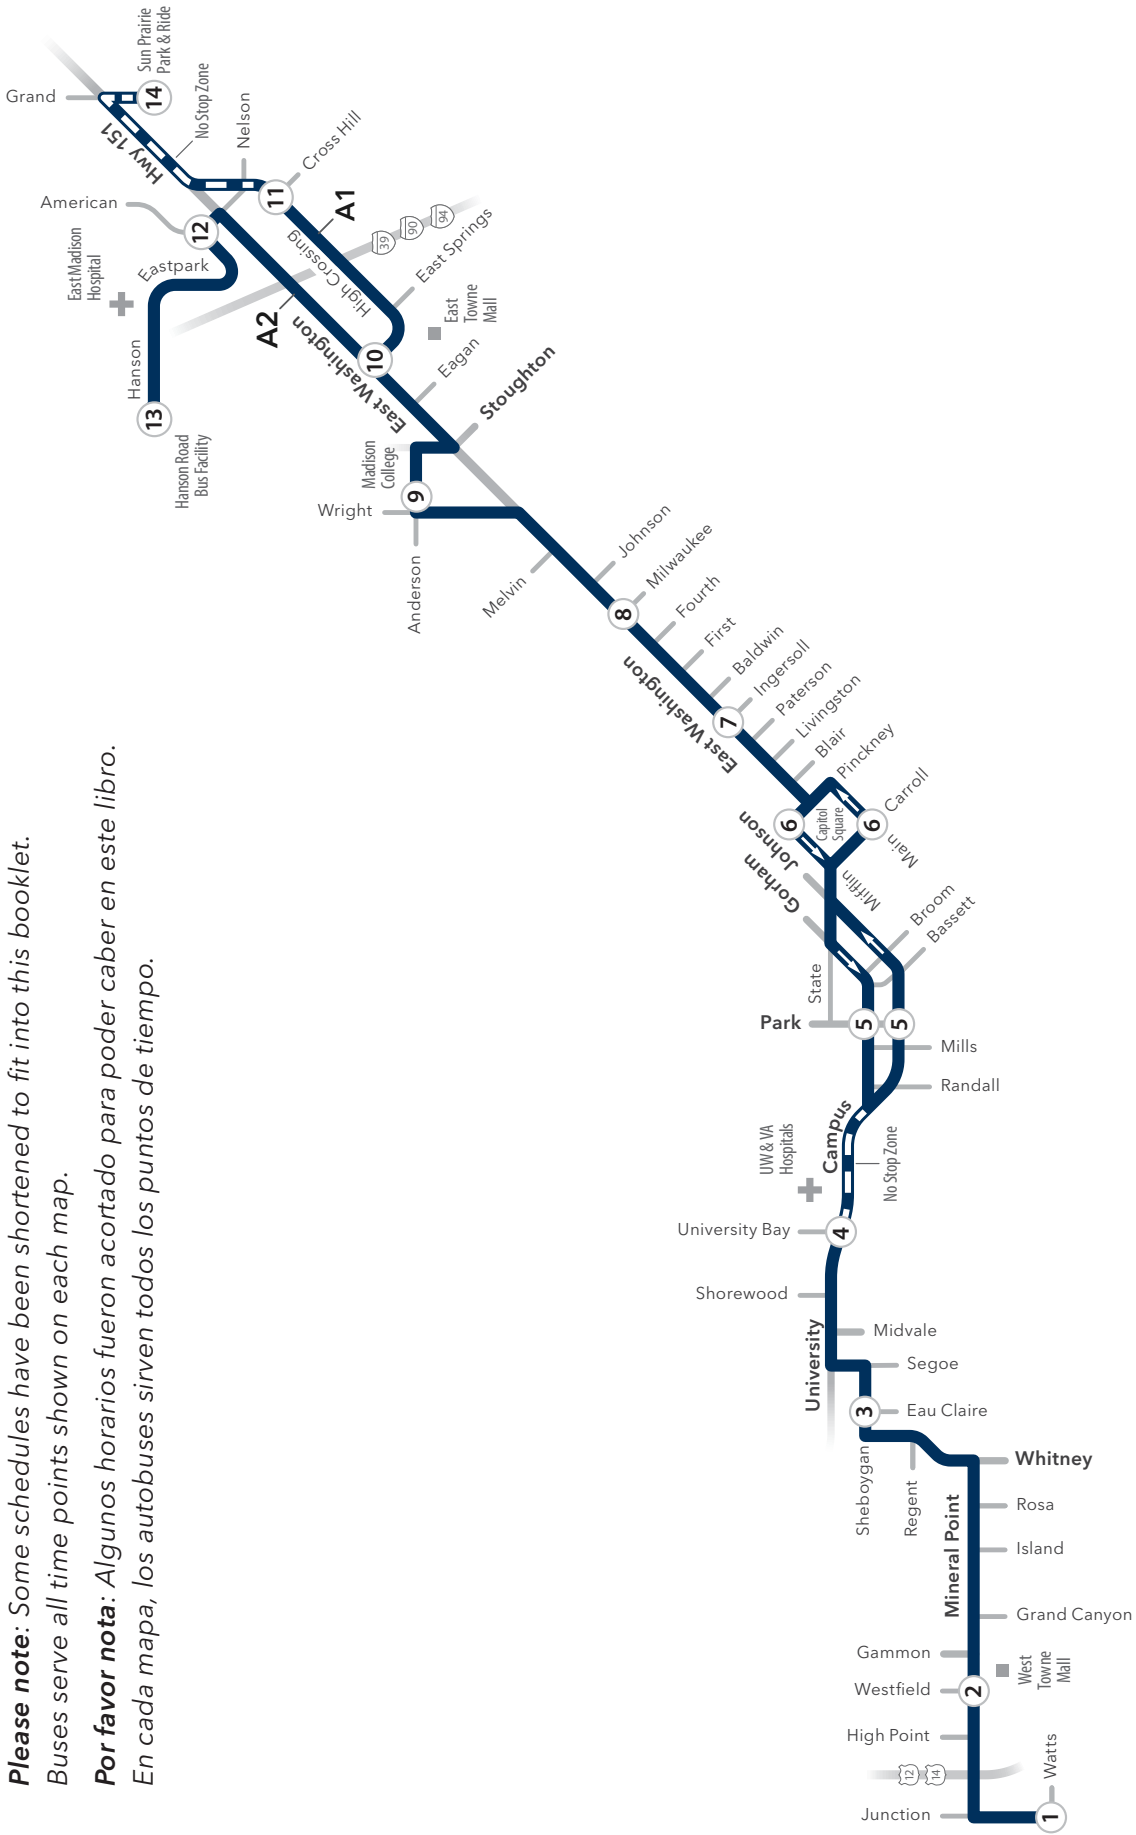 Please note: Some schedules have been shortened to fit into this booklet.
Buses serve all time points shown on each map.
Por favor nota: Algunos horarios fueron acortado para poder caber en este libro.
En cada mapa, los autobuses sirven todos los puntos de tiempo.
Grand
Sun Prairie
Park & Ride
14
Hwy 151
No Stop Zone
Nelson
American
12
11
Cross Hill
A1
East Madison
Hospital
Eastpark
High Crossing
39
90
94
East Springs
A2
East Washington
East
Towne
Mall
Hanson
13
Hanson Road
Bus Facility
10
Eagan
Stoughton
Madison
College
9
Wright
Anderson
Melvin
Johnson
8
Milwaukee
Fourth
First
East Washington
Baldwin
7
Ingersoll
Paterson
Livingston
Blair
Pinckney
6
Capitol
Square
6
Carroll
Main
Johnson
Gorham
Mifflin
Broom
Bassett
State
Park
5
5
Mills
Randall
Campus
UW & VA
Hospitals
No Stop Zone
University Bay
4
Shorewood
University
Midvale
Segoe
3
Eau Claire
Sheboygan
Regent
Whitney
Mineral Point
Rosa
Island
Grand Canyon
Gammon
Westfield
2
West
Towne
Mall
High Point
12
14
Junction
1
Watts